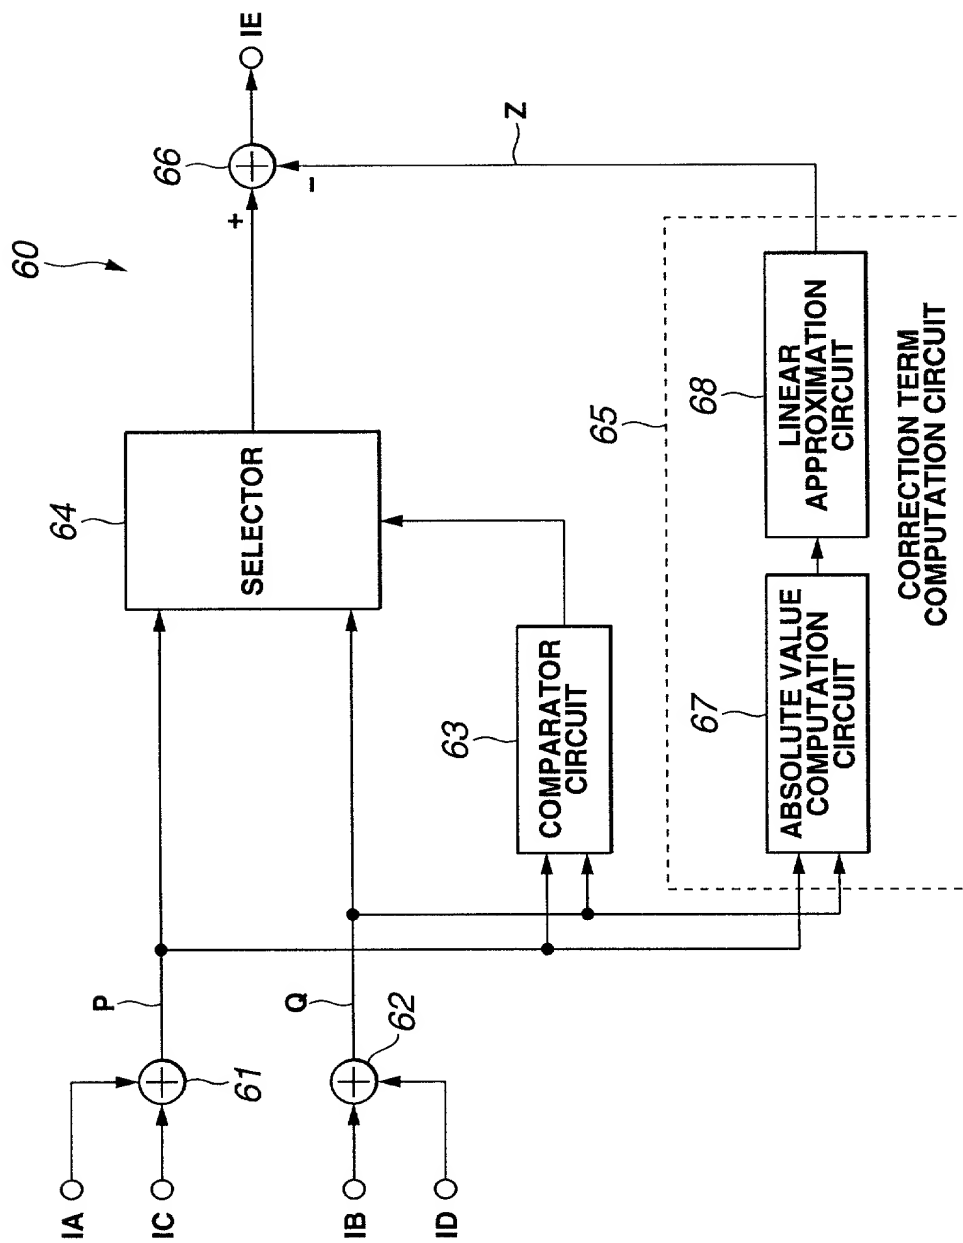 60
IA
IC
IB
ID
61
62
P
Q
64
SELECTOR
63
COMPARATOR
CIRCUIT
65
67
ABSOLUTE VALUE
COMPUTATION
CIRCUIT
68
LINEAR
APPROXIMATION
CIRCUIT
CORRECTION TERM
COMPUTATION CIRCUIT
Z
66
+
−
IE